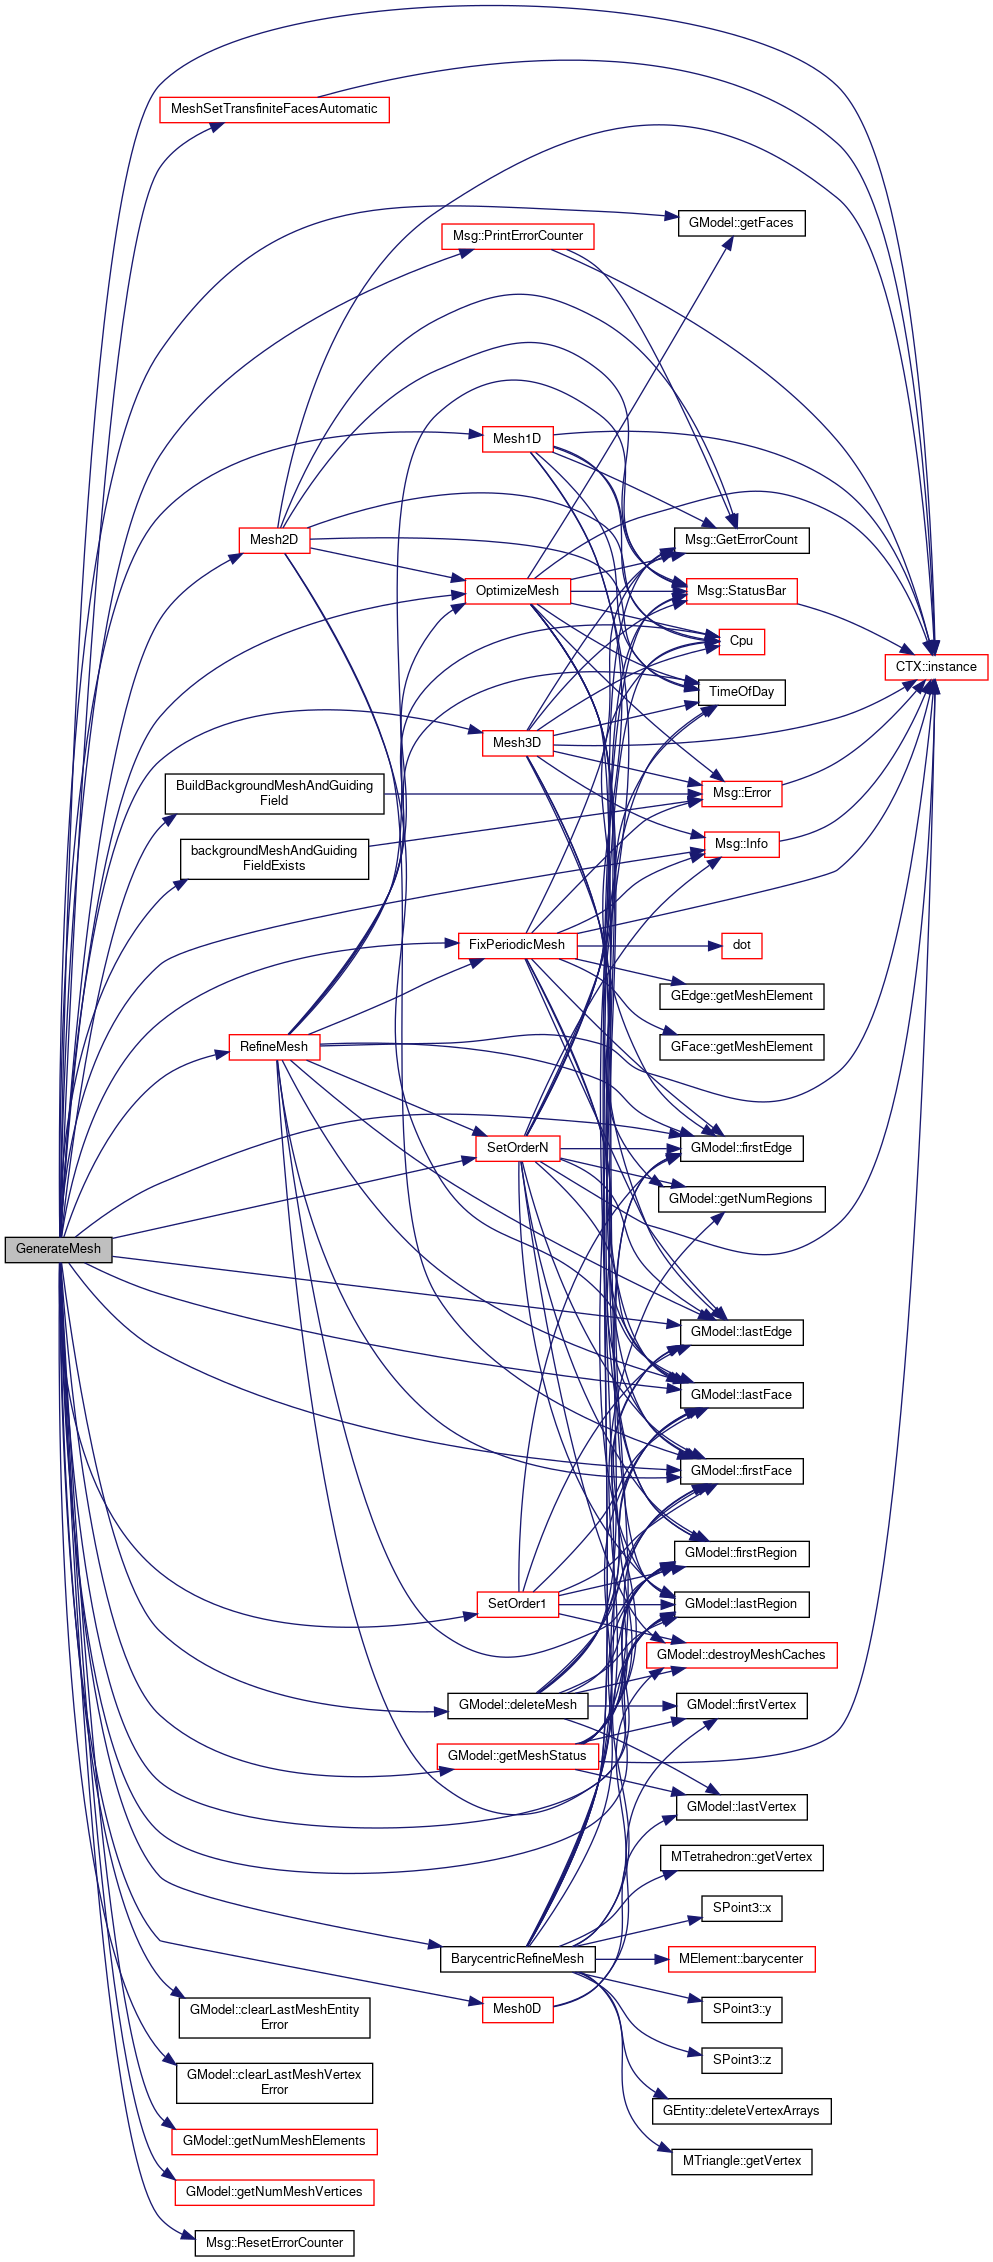 MeshSetTransfiniteFacesAutomatic
GModel::getFaces
Msg::PrintErrorCounter
Mesh1D
Mesh2D
Msg::GetErrorCount
OptimizeMesh
Msg::StatusBar
Cpu
CTX::instance
TimeOfDay
Mesh3D
BuildBackgroundMeshAndGuiding
Field
Msg::Error
Msg::Info
backgroundMeshAndGuiding
FieldExists
FixPeriodicMesh
dot
GEdge::getMeshElement
RefineMesh
GFace::getMeshElement
SetOrderN
GModel::firstEdge
GModel::getNumRegions
GenerateMesh
GModel::lastEdge
GModel::lastFace
GModel::firstFace
GModel::firstRegion
SetOrder1
GModel::lastRegion
GModel::destroyMeshCaches
GModel::deleteMesh
GModel::firstVertex
GModel::getMeshStatus
GModel::lastVertex
MTetrahedron::getVertex
SPoint3::x
BarycentricRefineMesh
MElement::barycenter
Mesh0D
SPoint3::y
GModel::clearLastMeshEntity
Error
SPoint3::z
GModel::clearLastMeshVertex
Error
GEntity::deleteVertexArrays
GModel::getNumMeshElements
MTriangle::getVertex
GModel::getNumMeshVertices
Msg::ResetErrorCounter